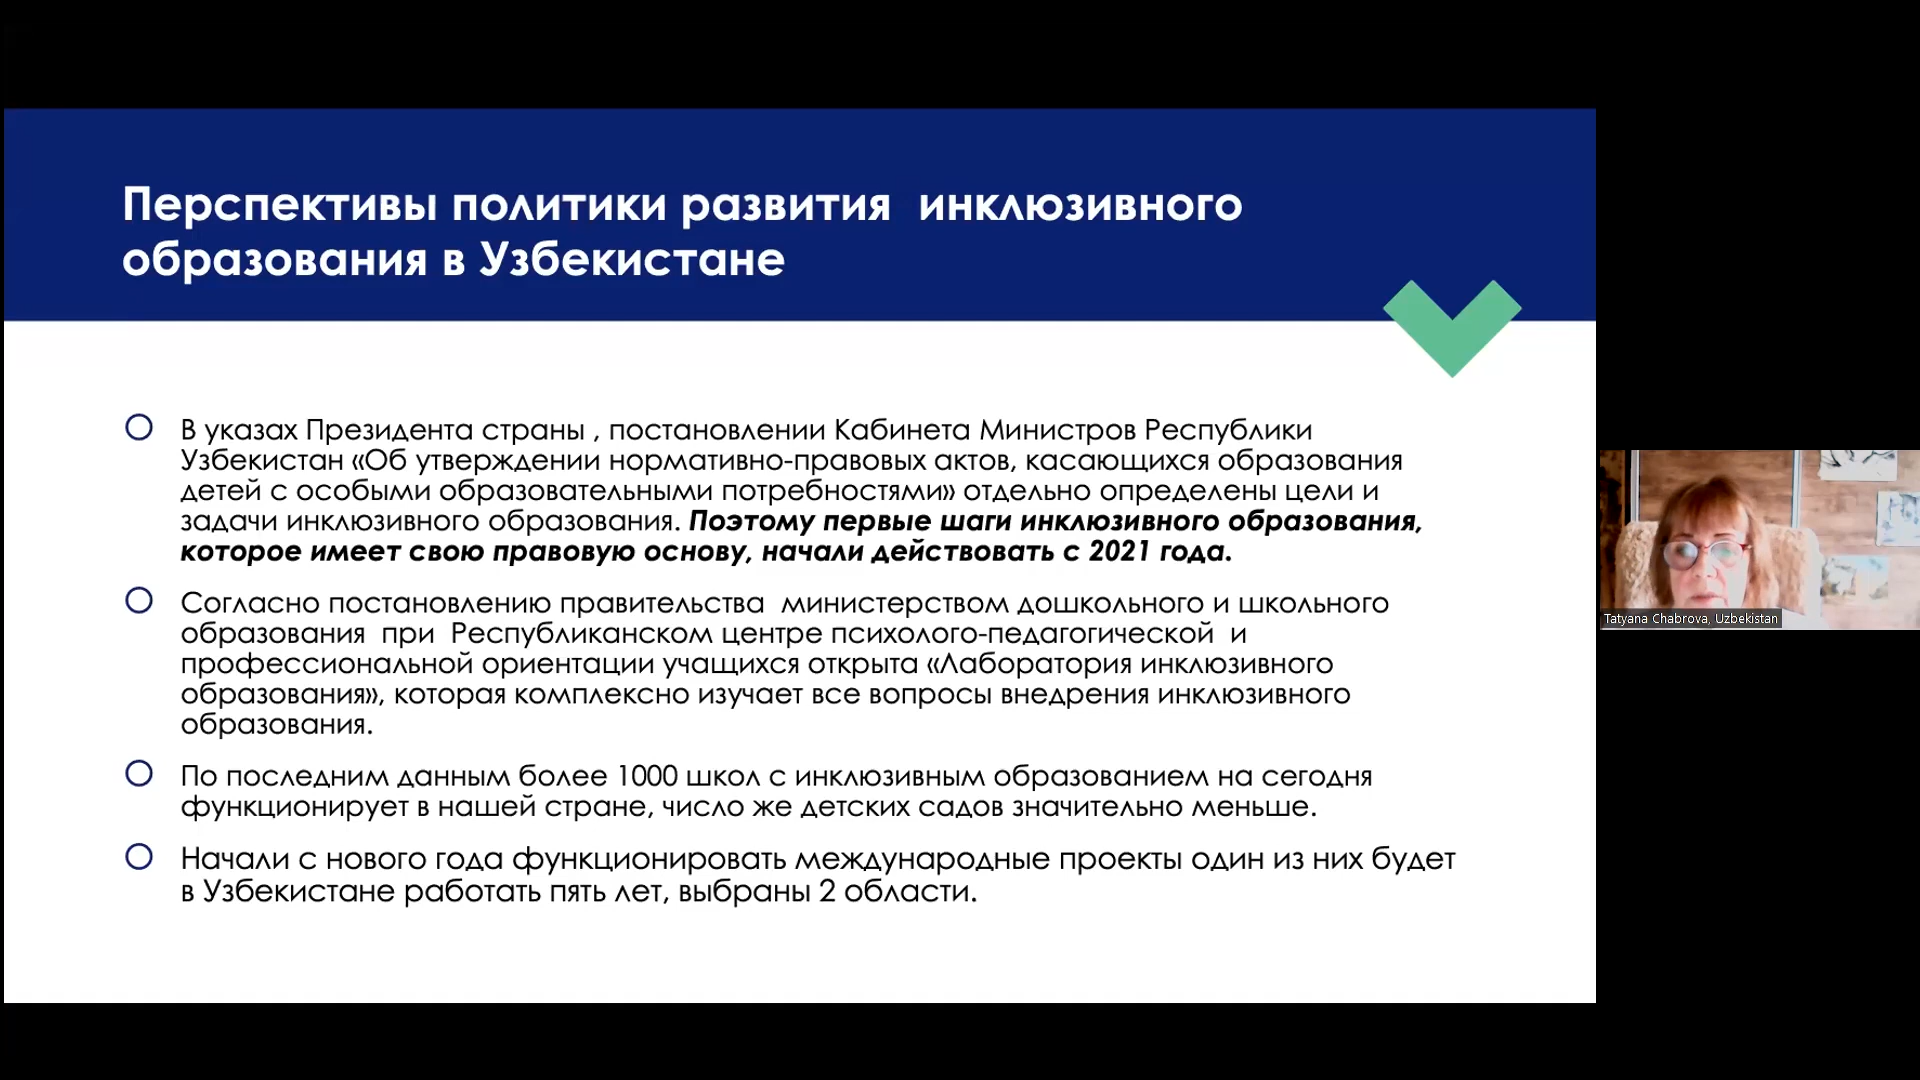 Перспективы политики развития  инклюзивного
образования в Узбекистане
В указах Президента страны , постановлении Кабинета Министров Республики
Узбекистан «Об утверждении нормативно-правовых актов, касающихся образования
детей с особыми образовательными потребностями» отдельно определены цели и
задачи инклюзивного образования. Поэтому первые шаги инклюзивного образования,
которое имеет свою правовую основу, начали действовать с 2021 года.
Согласно постановлению правительства  министерством дошкольного и школьного
образования  при  Республиканском центре психолого-педагогической  и
профессиональной ориентации учащихся открыта «Лаборатория инклюзивного
образования», которая комплексно изучает все вопросы внедрения инклюзивного
образования.
По последним данным более 1000 школ с инклюзивным образованием на сегодня
функционирует в нашей стране, число же детских садов значительно меньше.
Начали с нового года функционировать международные проекты один из них будет
в Узбекистане работать пять лет, выбраны 2 области.
Tatyana Chabrova, Uzbekistan